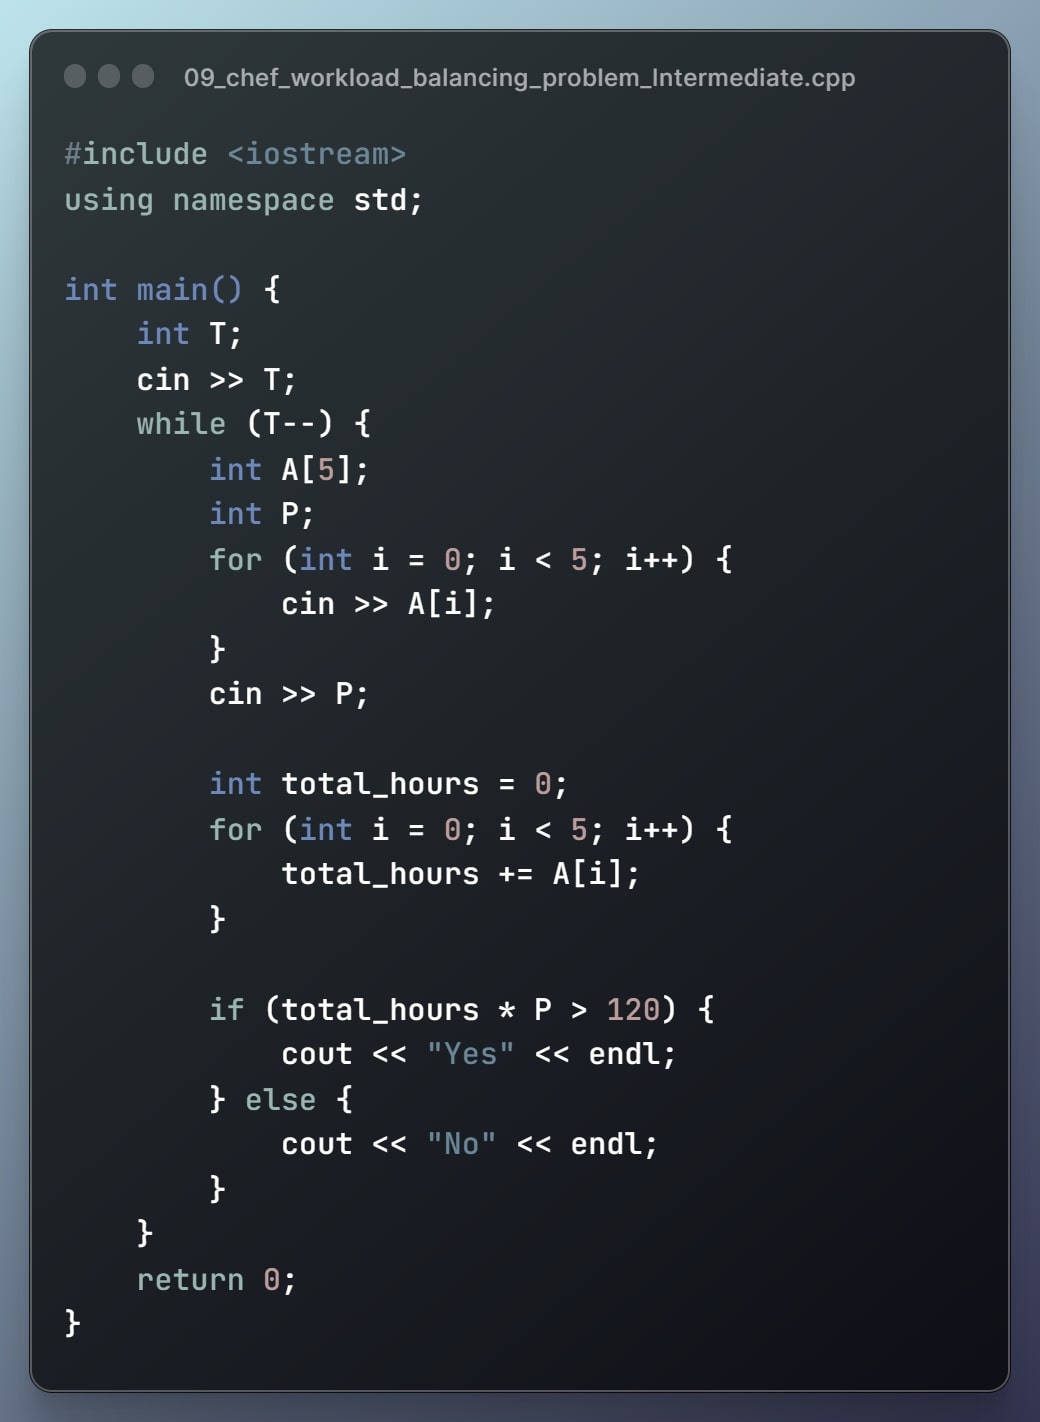 09_chef_workload_balancing_problem_Intermediate.cpp
#include <iostream>
using namespace std;

int main() {
    int T;
    cin >> T;
    while (T--) {
        int A[5];
        int P;
        for (int i = 0; i < 5; i++) {
            cin >> A[i];
        }
        cin >> P;

        int total_hours = 0;
        for (int i = 0; i < 5; i++) {
            total_hours += A[i];
        }

        if (total_hours * P > 120) {
            cout << "Yes" << endl;
        } else {
            cout << "No" << endl;
        }
    }
    return 0;
}